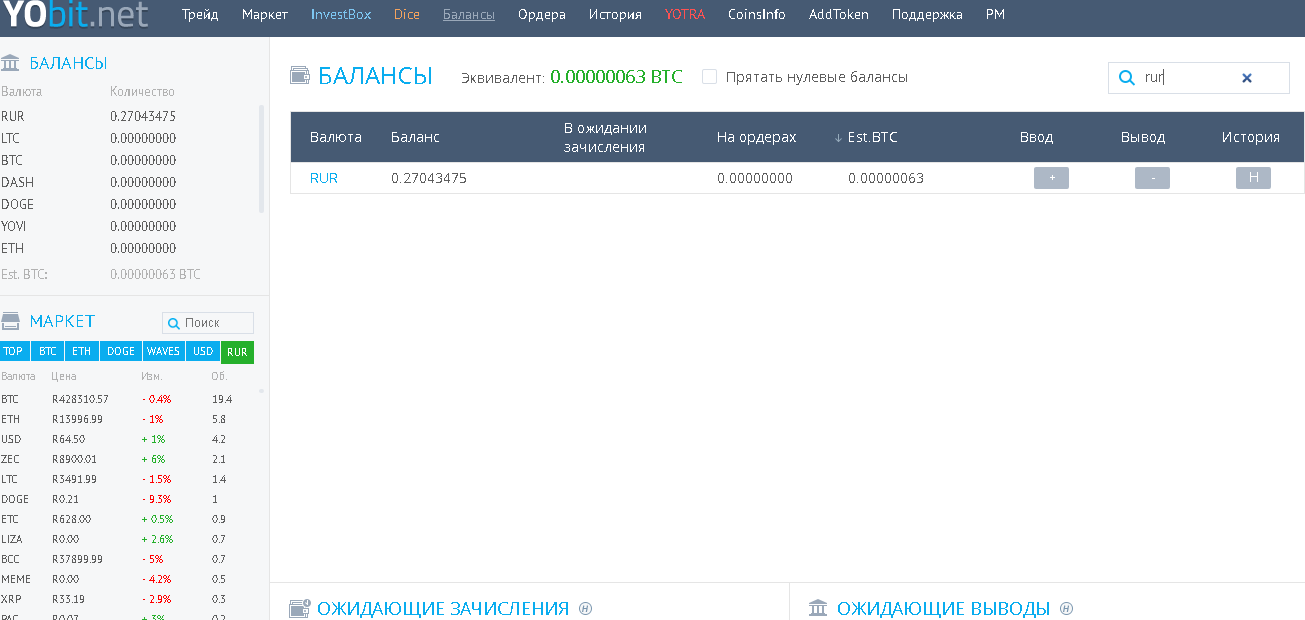 YObit.net
Трейд Маркет InvestBox Dice Балансы Ордера История YOTRA CoinsInfo AddToken Поддержка PM
БАЛАНСЫ
Валюта Количество
RUR 0.27043475
LTC 0.00000000
BTC 0.00000000
DASH 0.00000000
DOGE 0.00000000
YOVI 0.00000000
ETH 0.00000000
Est. BTC: 0.00000063 BTC
МАРКЕТ Поиск
TOP BTC ETH DOGE WAVES USD RUR
Валюта Цена Изм. Об.
BTC R428310.57 - 0.4% 19.4
ETH R13996.99 - 1% 5.8
USD R64.50 + 1% 4.2
ZEC R8900.01 + 6% 2.1
LTC R3491.99 - 1.5% 1.4
DOGE R0.21 - 9.3% 1
ETC R628.00 + 0.5% 0.9
LIZA R0.00 + 2.6% 0.7
BCC R37899.99 - 5% 0.7
MEME R0.00 - 4.2% 0.5
XRP R33.19 - 2.9% 0.3
PAC R0.07 + 3% 0.2
БАЛАНСЫ Эквивалент: 0.00000063 BTC Прятать нулевые балансы rur
Валюта Баланс В ожидании зачисления На ордерах ↓ Est.BTC Ввод Вывод История
RUR 0.27043475 0.00000000 0.00000063 + - H
ОЖИДАЮЩИЕ ЗАЧИСЛЕНИЯ H
ОЖИДАЮЩИЕ ВЫВОДЫ H